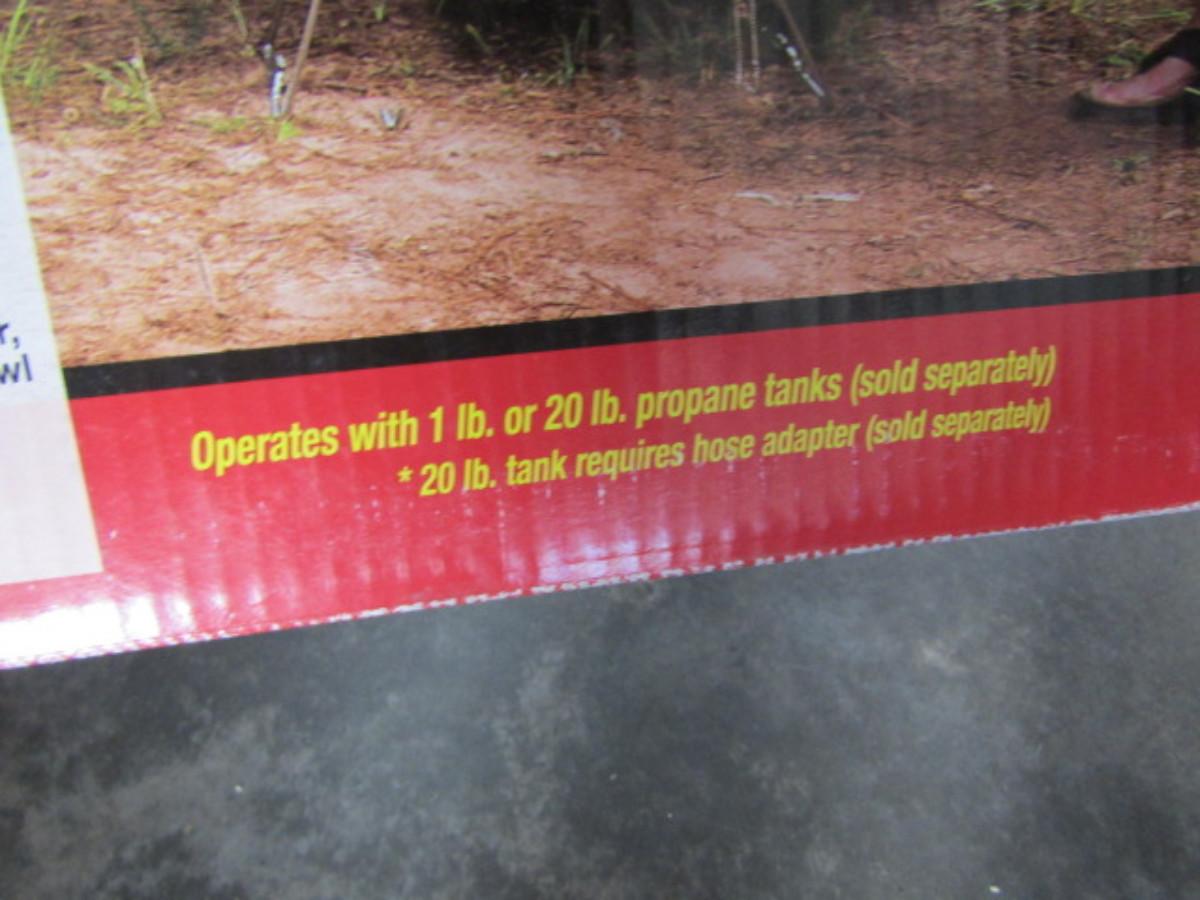 Operates with 1 lb. or 20 lb. propane tanks (sold separately)
* 20 lb. tank requires hose adapter (sold separately)